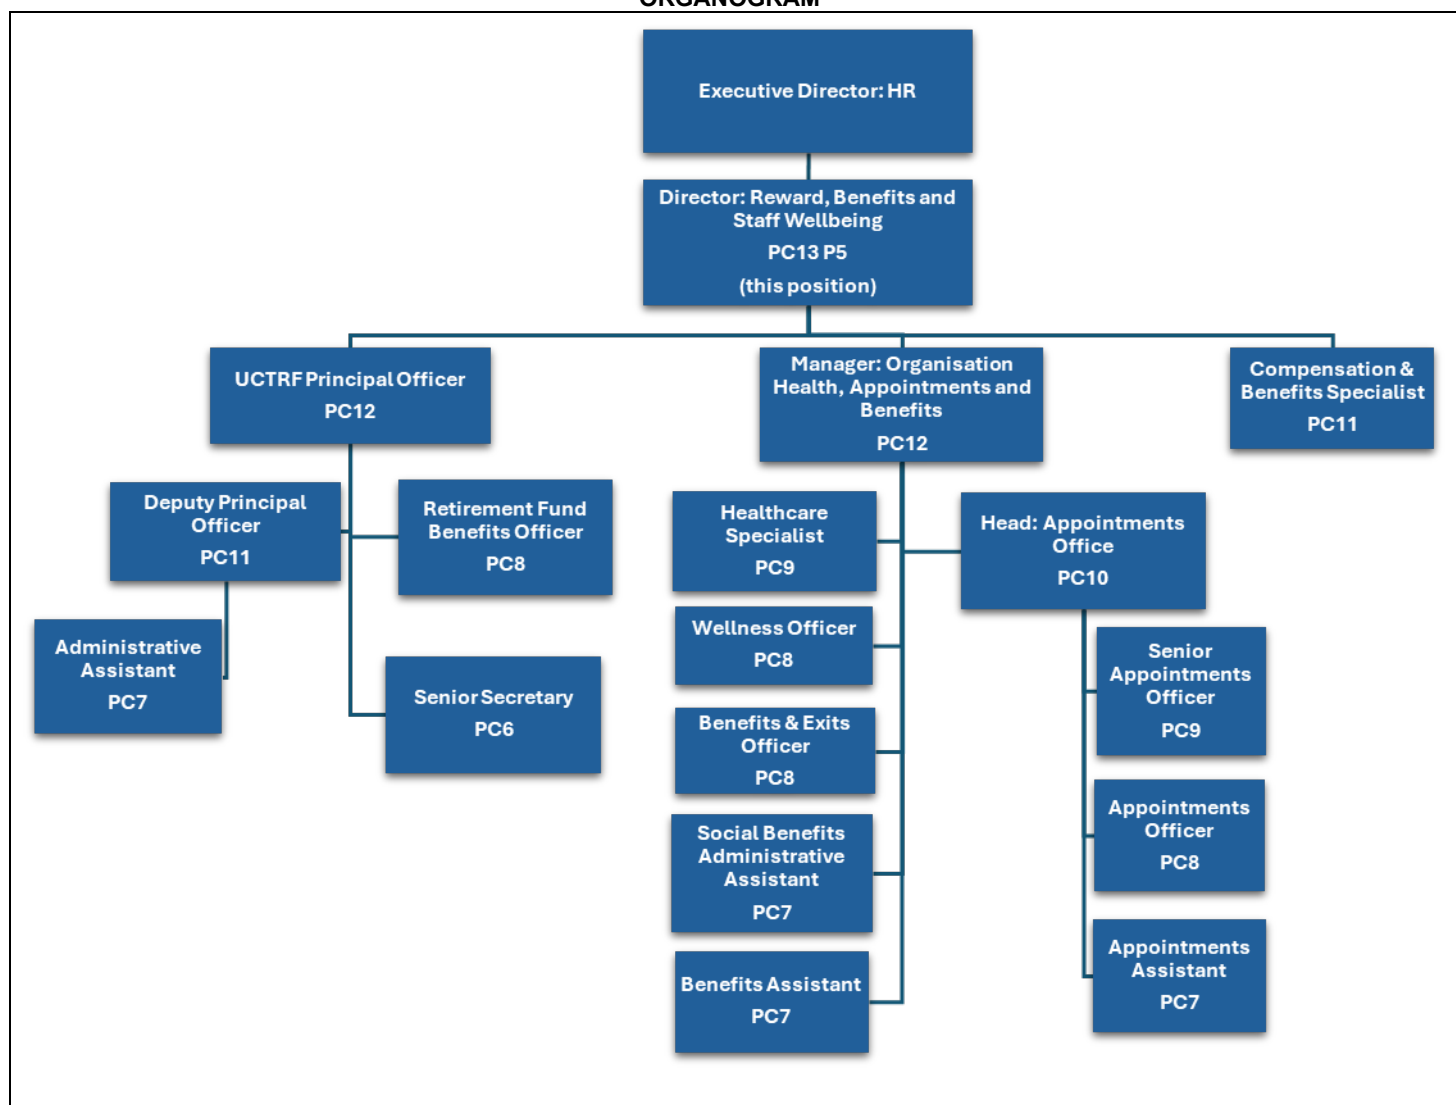 ORGANOGRAM
Executive Director: HR
Director: Reward, Benefits and
Staff Wellbeing
PC13 P5
(this position)
UCTRF Principal Officer
PC12
Manager: Organisation
Health, Appointments and
Benefits
PC12
Compensation &
Benefits Specialist
PC11
Deputy Principal
Officer
PC11
Retirement Fund
Benefits Officer
PC8
Administrative
Assistant
PC7
Senior Secretary
PC6
Healthcare
Specialist
PC9
Wellness Officer
PC8
Benefits & Exits
Officer
PC8
Social Benefits
Administrative
Assistant
PC7
Benefits Assistant
PC7
Head: Appointments
Office
PC10
Senior
Appointments
Officer
PC9
Appointments
Officer
PC8
Appointments
Assistant
PC7